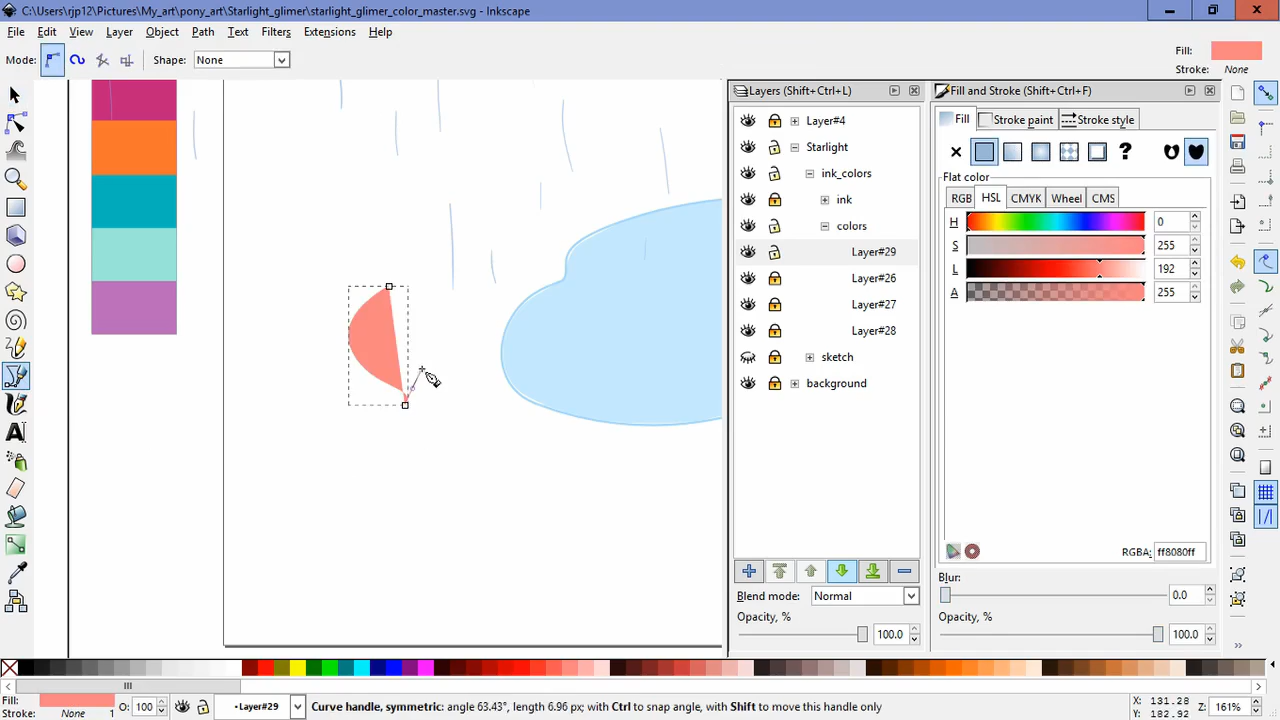 C:\Users\rjp12\Pictures\My_art\pony_art\Starlight_glimer\starlight_glimer_color_master.svg - Inkscape
File Edit View Layer Object Path Text Filters Extensions Help
Mode: Shape: None Fill:
Stroke: None
Layers (Shift+Ctrl+L) Fill and Stroke (Shift+Ctrl+F)
Layer#4
Fill Stroke paint Stroke style
Starlight
ink_colors
?
Flat color
ink
RGB HSL CMYK Wheel CMS
colors
H 0
S 255
Layer#29
L 192
Layer#26
A 255
Layer#27
Layer#28
sketch
background
RGBA: ff8080ff
Blur:
0.0
Blend mode: Normal
Opacity, % Opacity, %
100.0 100.0
Fill:
Stroke: None 1
O: 100
•Layer#29
Curve handle, symmetric: angle 63.43°, length 6.96 px; with Ctrl to snap angle, with Shift to move this handle only
X: 131.28
Y: 182.92
Z: 161%